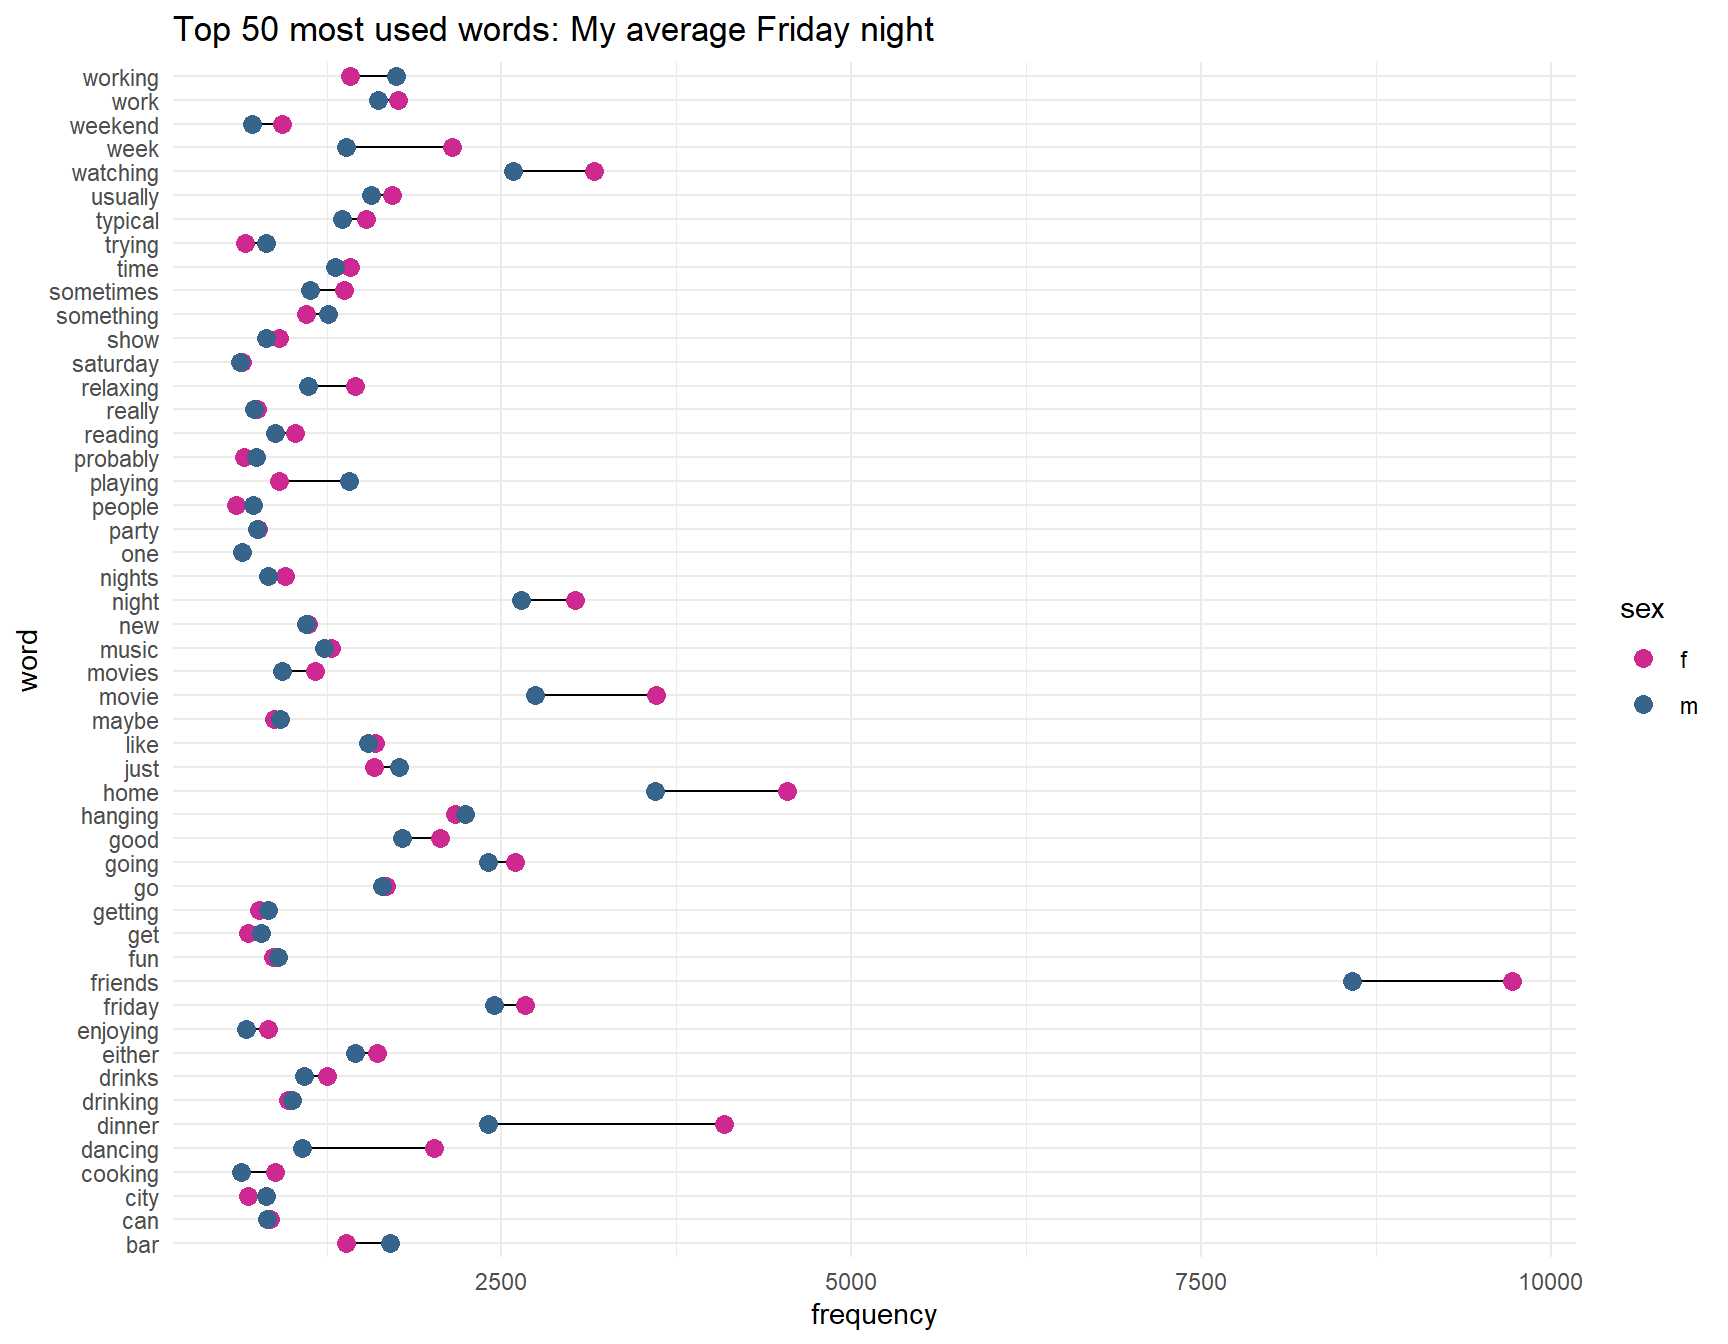 Top 50 most used words: My average Friday night
working
work
weekend
week
watching
usually
typical
trying
time
sometimes
something
show
saturday
relaxing
really
reading
probably
playing
people
party
one
nights
night
new
music
movies
movie
maybe
like
just
home
hanging
good
going
go
getting
get
fun
friends
friday
enjoying
either
drinks
drinking
dinner
dancing
cooking
city
can
bar
word
2500 5000 7500 10000
frequency
sex
f
m